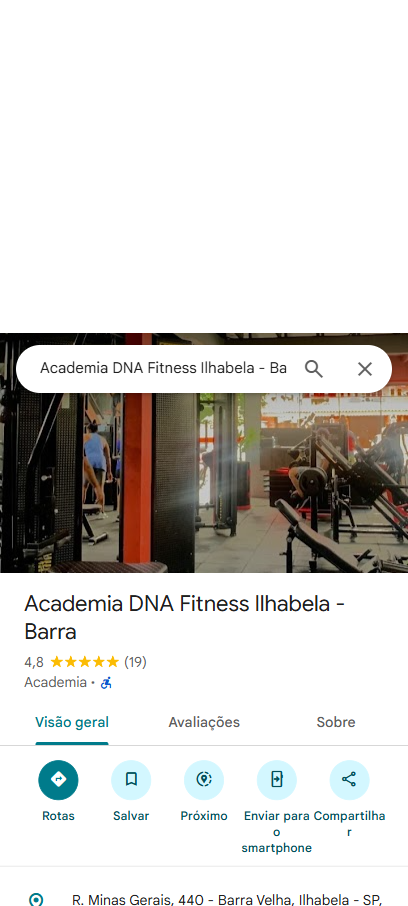 Academia DNA Fitness Ilhabela - Ba
Academia DNA Fitness Ilhabela -
Barra
4,8 (19)
Academia ·
Visão geral Avaliações Sobre
Rotas Salvar Próximo Enviar para o smartphone Compartilhar
R. Minas Gerais, 440 - Barra Velha, Ilhabela - SP,